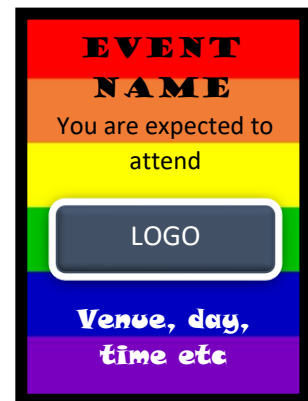 EVENT
NAME
You are expected to
attend
LOGO
Venue, day,
time etc